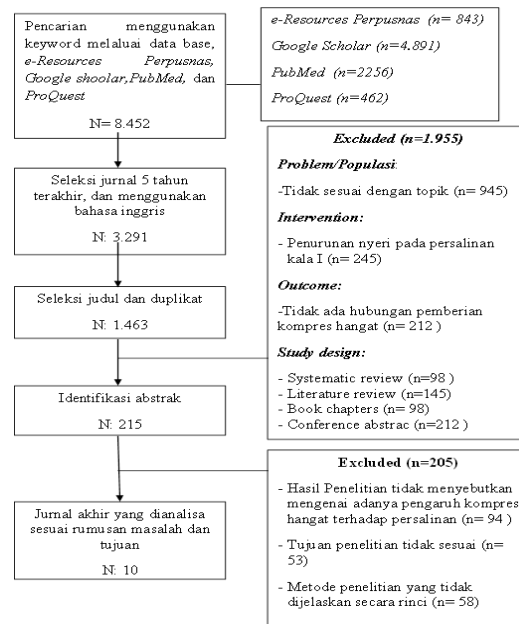 Pencarian menggunakan
keyword melaluai data base,
e-Resources Perpusnas,
Google shoolar,PubMed, dan
ProQuest
N= 8.452
e-Resources Perpusnas (n= 843)
Google Scholar (n=4.891)
PubMed (n=2256)
ProQuest (n=462)
Seleksi jurnal 5 tahun
terakhir, dan menggunakan
bahasa inggris
N: 3.291
Seleksi judul dan duplikat
N: 1.463
Excluded (n=1.955)
Problem/Populasi:
-Tidak sesuai dengan topik (n= 945)
Intervention:
- Penurunan nyeri pada persalinan
kala I (n= 245)
Outcome:
-Tidak ada hubungan pemberian
kompres hangat (n= 212 )
Study design:
- Systematic review (n=98 )
- Literature review (n=145)
- Book chapters (n= 98)
- Conference abstrac (n=212 )
Identifikasi abstrak
N: 215
Excluded (n=205)
- Hasil Penelitian tidak menyebutkan
mengenai adanya pengaruh kompres
hangat terhadap persalinan (n= 94 )
- Tujuan penelitian tidak sesuai (n=
53)
- Metode penelitian yang tidak
dijelaskan secara rinci (n= 58)
Jurnal akhir yang dianalisa
sesuai rumusan masalah dan
tujuan
N: 10